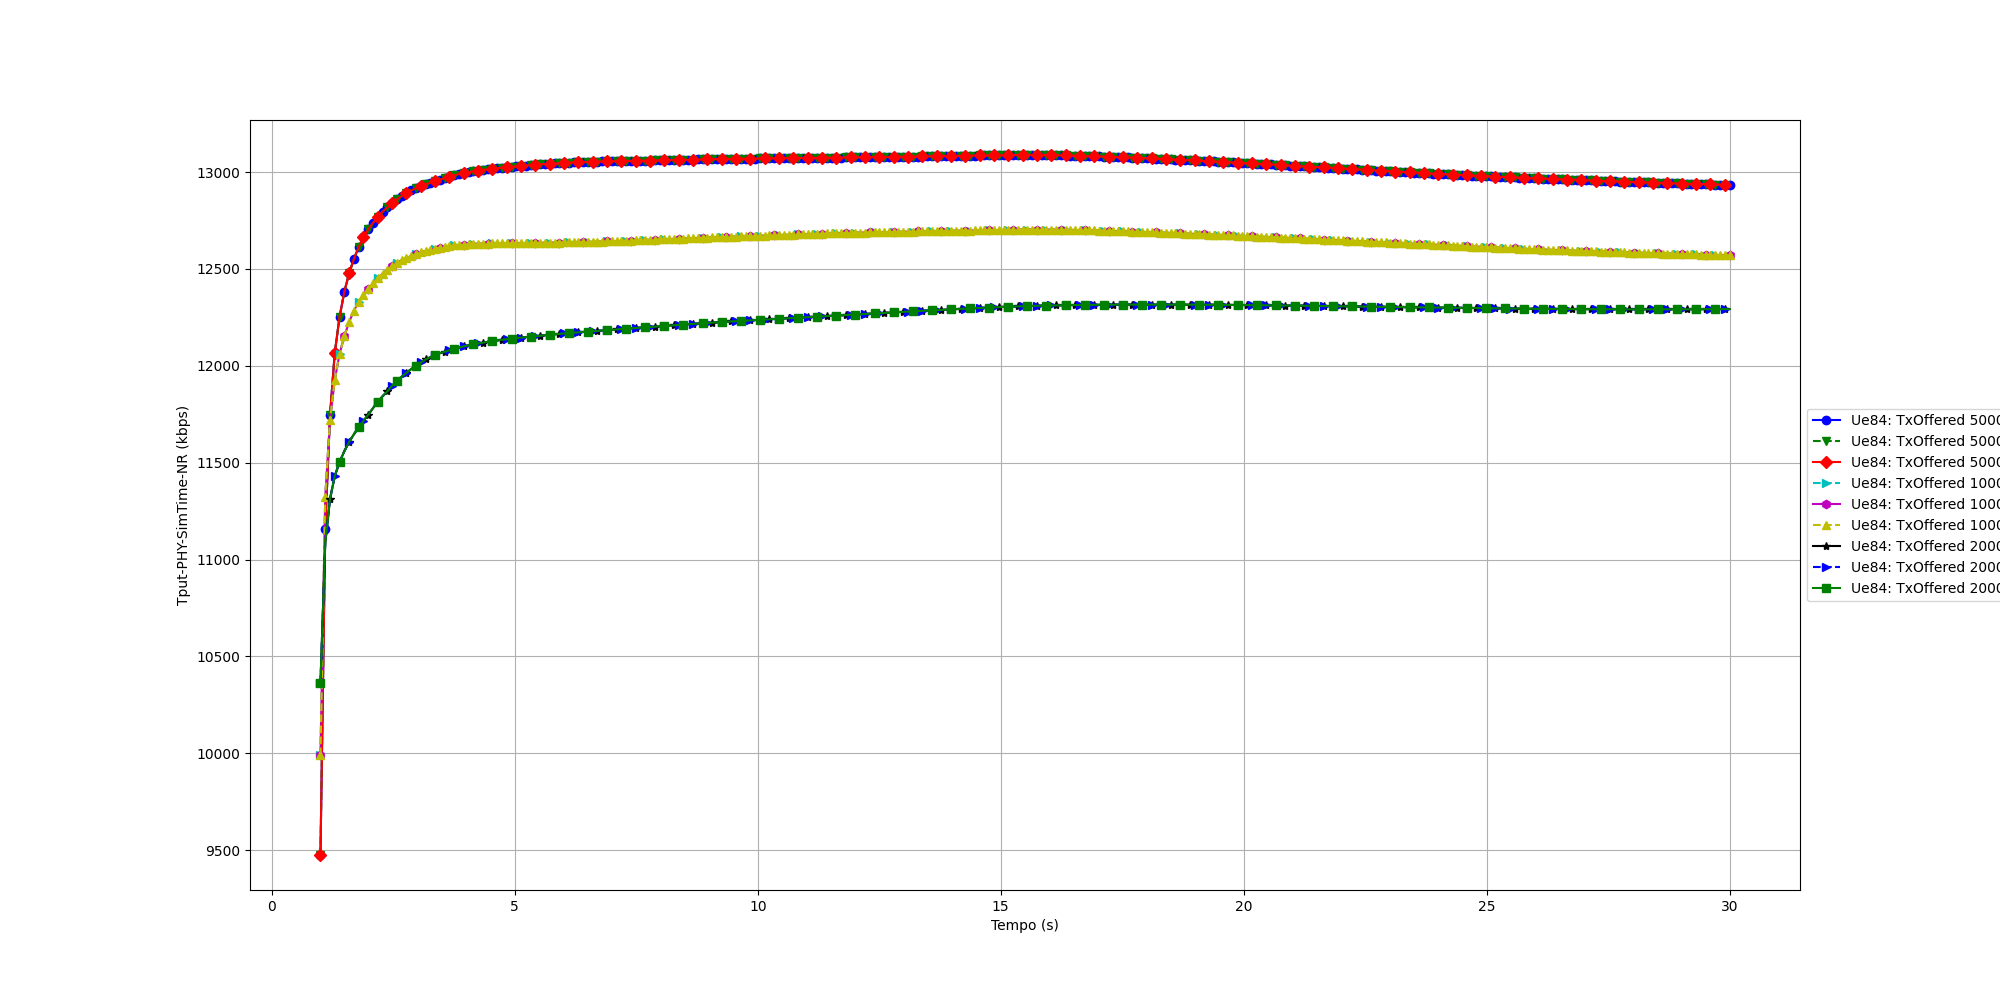 13000
12500
12000
11500
11000
10500
10000
9500
Tput-PHY-SimTime-NR (kbps)
0 5 10 15 20 25 30
Tempo (s)
Ue84: TxOffered 5000
Ue84: TxOffered 5000
Ue84: TxOffered 5000
Ue84: TxOffered 1000
Ue84: TxOffered 1000
Ue84: TxOffered 1000
Ue84: TxOffered 2000
Ue84: TxOffered 2000
Ue84: TxOffered 2000